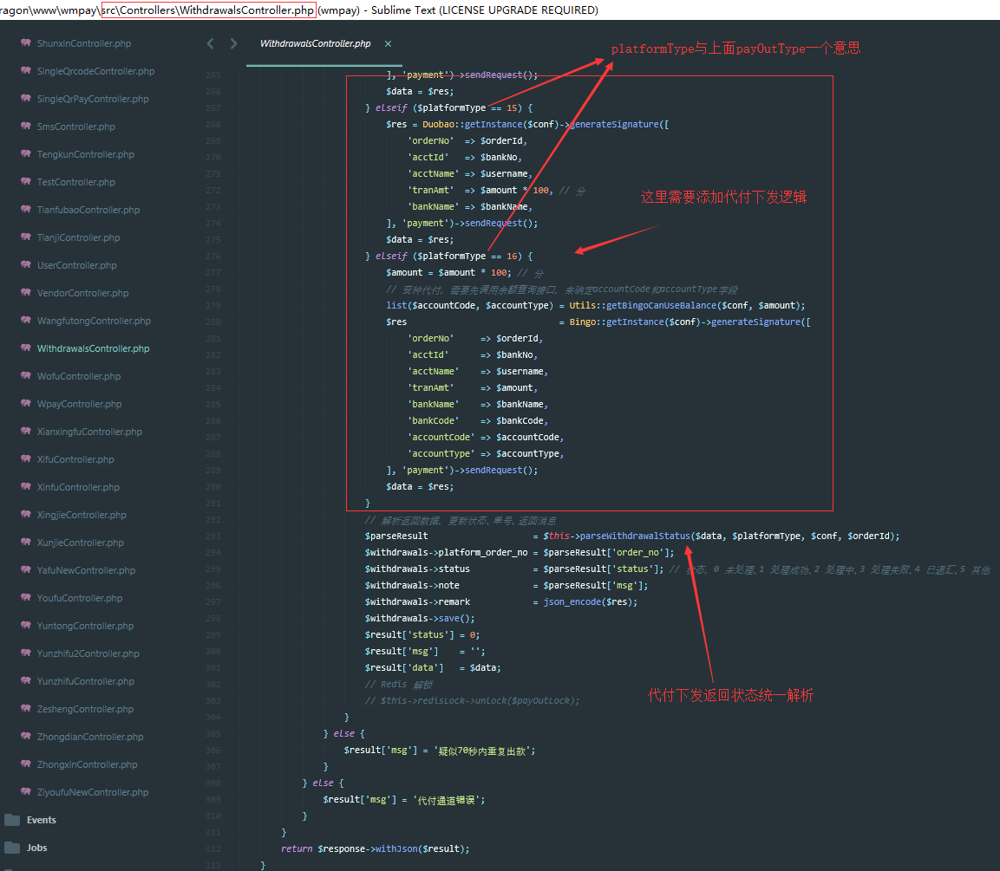 ragon\www\wmpay\src\Controllers\WithdrawalsController.php (wmpay) - Sublime Text (LICENSE UPGRADE REQUIRED)
ShunxinController.php
SingleQrcodeController.php
SingleQrPayController.php
SmsController.php
TengkunController.php
TestController.php
TianfubaoController.php
TianjiController.php
UserController.php
VendorController.php
WangfutongController.php
WithdrawalsController.php
WofuController.php
WpayController.php
XianxingfuController.php
XifuController.php
XinfuController.php
XingjieController.php
XunjieController.php
YafuNewController.php
YoufuController.php
YuntongController.php
Yunzhifu2Controller.php
YunzhifuController.php
ZeshengController.php
ZhongdianController.php
ZhongxinController.php
ZiyoufuNewController.php
Events
Jobs
WithdrawalsController.php ×
platformType与上面payOutType一个意思
265 ], 'payment')->sendRequest();
266 $data = $res;
267 } elseif ($platformType == 15) {
268 $res = Duobao::getInstance($conf)->generateSignature([
269 'orderNo' => $orderId,
270 'acctId' => $bankNo,
271 'acctName' => $username,
272 'tranAmt' => $amount * 100, // 分
这里需要添加代付下发逻辑
273 'bankName' => $bankName,
274 ], 'payment')->sendRequest();
275 $data = $res;
276 } elseif ($platformType == 16) {
277 $amount = $amount * 100; // 分
278 // 变种代付, 需要先调用余额查询接口, 来确定accountCode和accountType字段
279 list($accountCode, $accountType) = Utils::getBingoCanUseBalance($conf, $amount);
280 $res = Bingo::getInstance($conf)->generateSignature([
281 'orderNo' => $orderId,
282 'acctId' => $bankNo,
283 'acctName' => $username,
284 'tranAmt' => $amount,
285 'bankName' => $bankName,
286 'bankCode' => $bankCode,
287 'accountCode' => $accountCode,
288 'accountType' => $accountType,
289 ], 'payment')->sendRequest();
290 $data = $res;
291 }
292 // 解析返回数据, 更新状态、单号、返回消息
293 $parseResult = $this->parseWithdrawalStatus($data, $platformType, $conf, $orderId);
294 $withdrawals->platform_order_no = $parseResult['order_no'];
295 $withdrawals->status = $parseResult['status']; // 状态, 0 未处理、1 处理成功、2 处理中、3 处理失败、4 已退汇、5 其他
296 $withdrawals->note = $parseResult['msg'];
297 $withdrawals->remark = json_encode($res);
298 $withdrawals->save();
299 $result['status'] = 0;
300 $result['msg'] = '';
301 $result['data'] = $data;
302 // Redis 解锁
303 // $this->redisLock->unlock($payOutLock);
代付下发返回状态统一解析
304 }
305 } else {
306 $result['msg'] = '疑似70秒内重复出款';
307 }
308 } else {
309 $result['msg'] = '代付通道错误';
310 }
311 }
312 return $response->withJson($result);
313 }